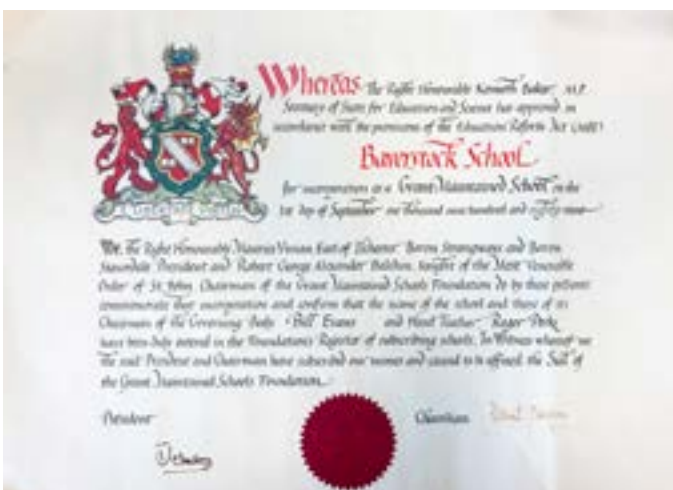 Whereas The Right Honourable Kenneth Baker M.P.
Secretary of State for Education and Science has approved in
accordance with the provisions of the Education Reform Act (1988)
Baverstock School
for incorporation as a Grant Maintained School on the
1st day of September one thousand nine hundred and eighty nine
We, the Right Honourable Maurice Vivian Earl of Ilchester Baron Strangways and Baron
President and Robert George Alexander Balchin, Knight of the Most Venerable
Order of St. John, Chairman of the Grant Maintained Schools Foundation do by these patents
commemorate that incorporation and confirm that the name of the school and those of its
Chairman of the Governing Body Bill Evans and Head Teacher Roger Perks
have been duly entered in the Foundation's Register of subscribing schools. In Witness whereof we
the said President and Chairman have subscribed our names and caused to be affixed the Seal of
the Grant Maintained Schools Foundation.
President Chairman